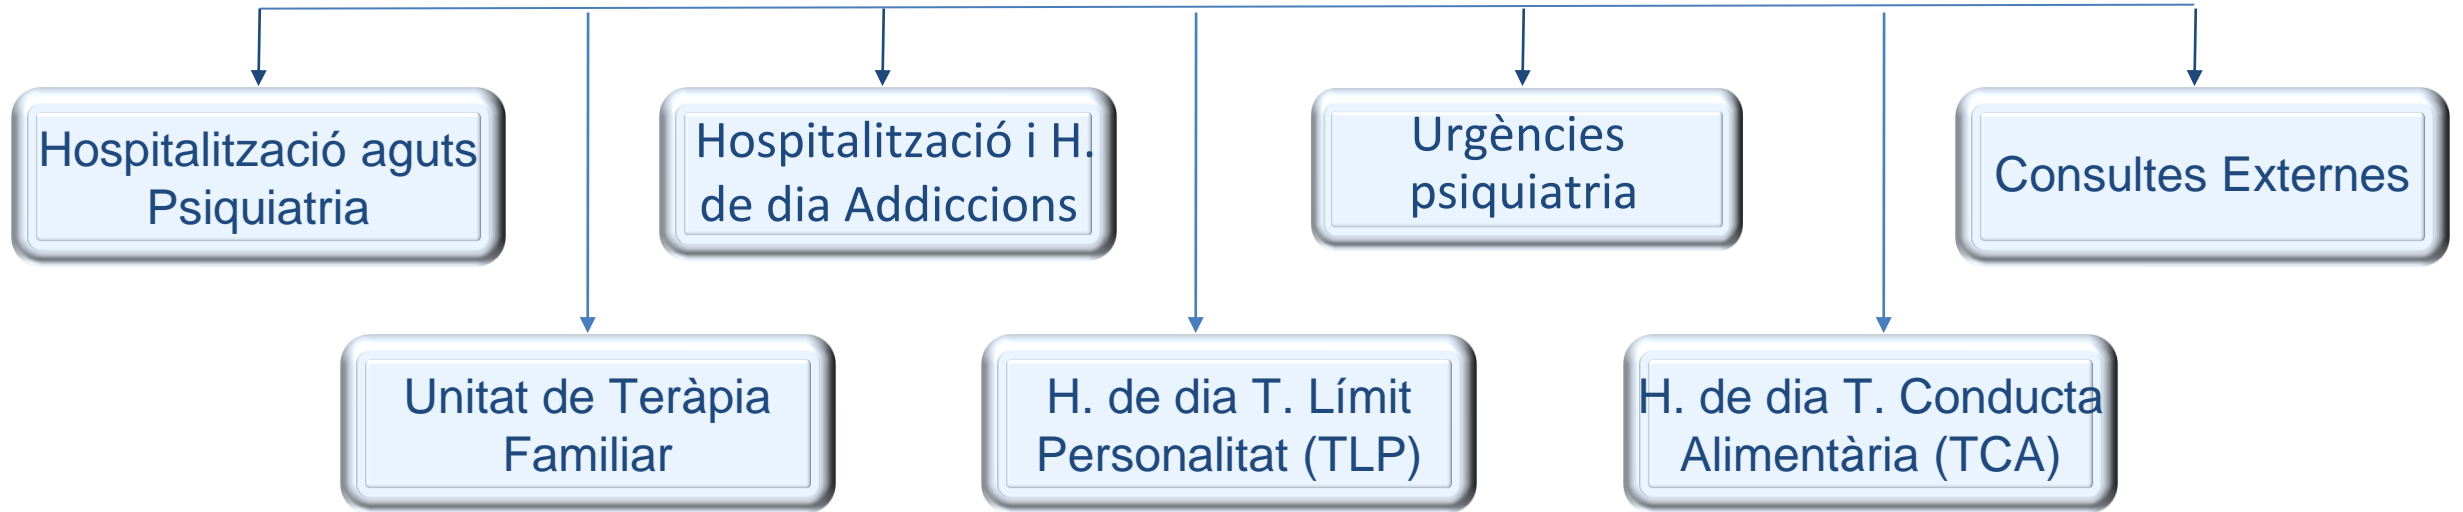 Hospitalització aguts
Psiquiatria
Hospitalització i H.
de dia Addiccions
Urgències
psiquiatria
Consultes Externes
Unitat de Teràpia
Familiar
H. de dia T. Límit
Personalitat (TLP)
H. de dia T. Conducta
Alimentària (TCA)